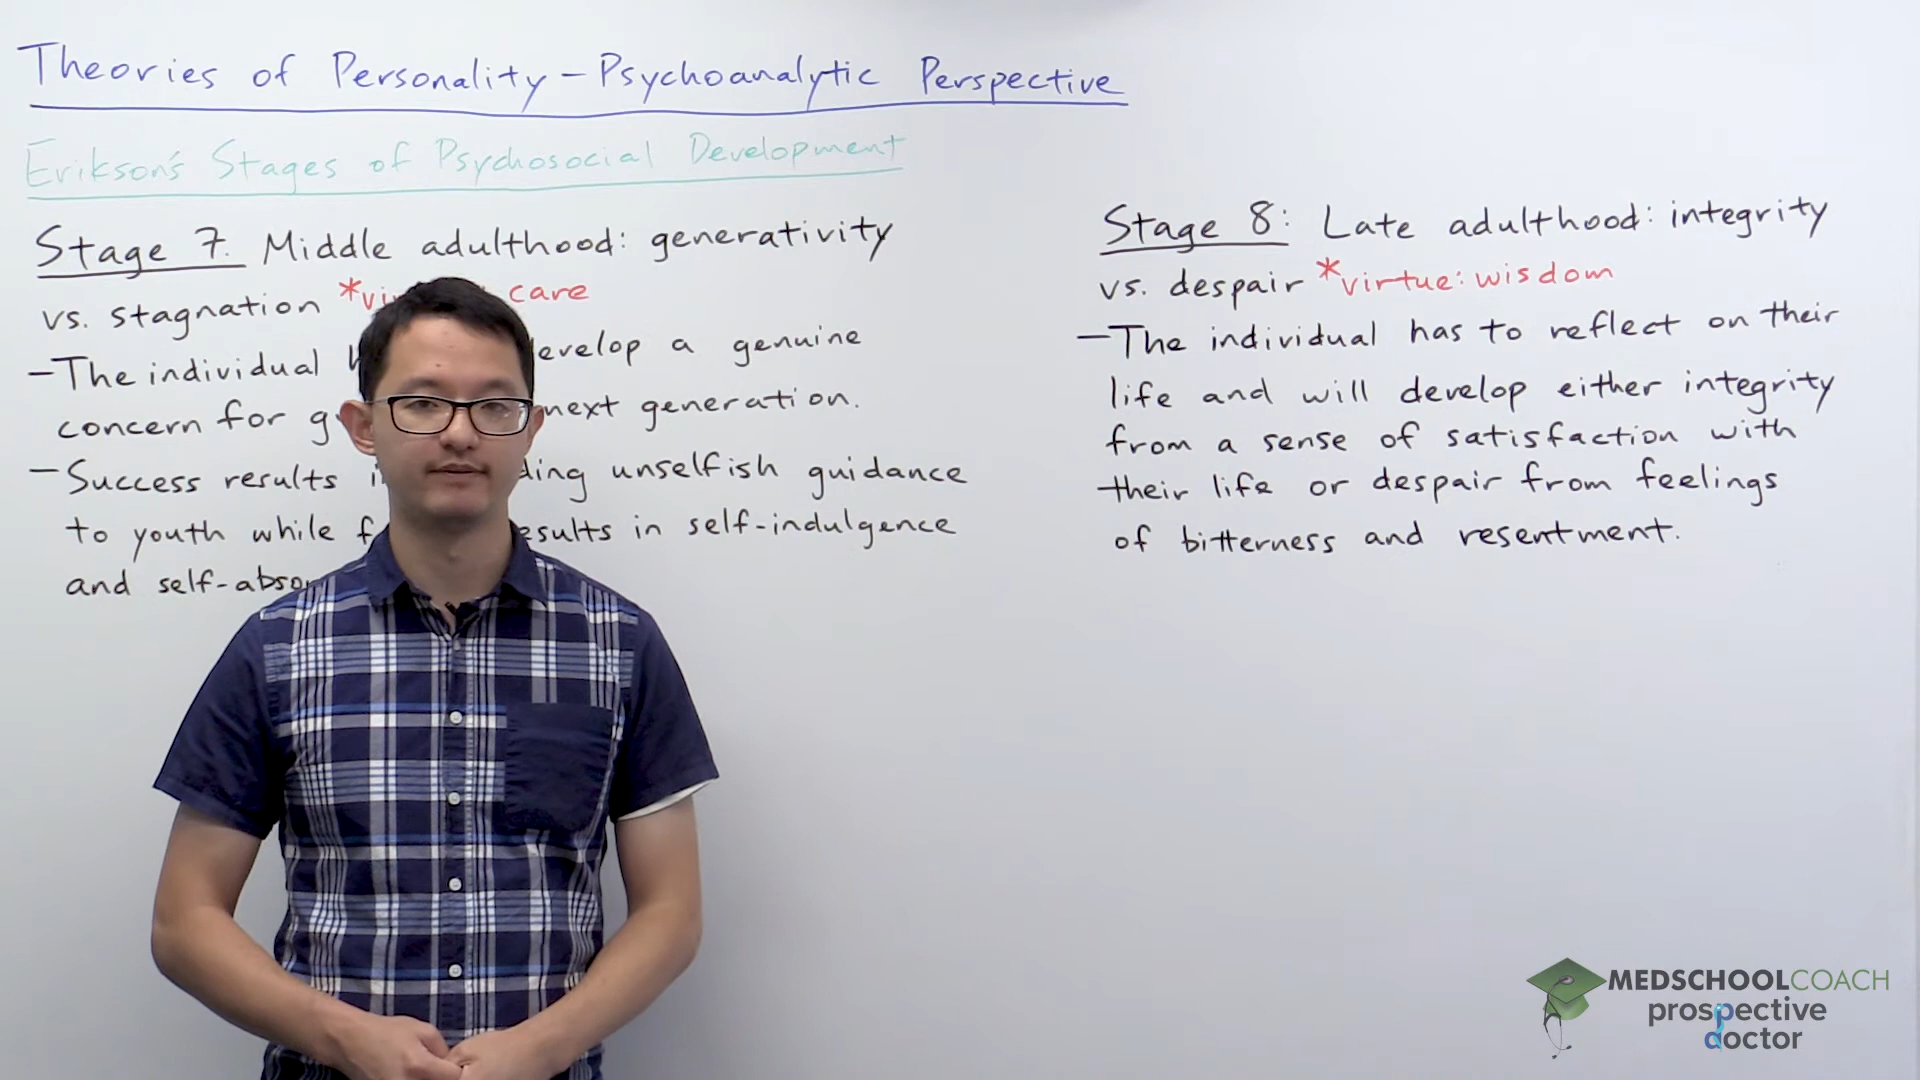 Theories of Personality – Psychoanalytic Perspective
Erikson's Stages of Psychosocial Development
Stage 7: Middle adulthood: generativity
vs. stagnation * care
– The individual develop a genuine
concern for next generation.
– Success results unselfish guidance
to youth while results in self-indulgence
and
Stage 8: Late adulthood: integrity
vs. despair *virtue: wisdom
– The individual has to reflect on their
life and will develop either integrity
from a sense of satisfaction with
their life or despair from feelings
of bitterness and resentment.
MEDSCHOOLCOACH
prospective
doctor